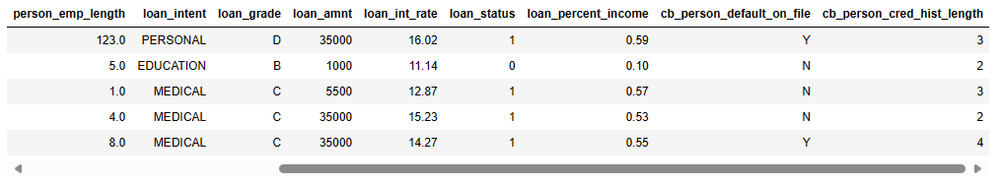 person_emp_length loan_intent loan_grade loan_amnt loan_int_rate loan_status loan_percent_income cb_person_default_on_file cb_person_cred_hist_length
123.0 PERSONAL D 35000 16.02 1 0.59 Y 3
5.0 EDUCATION B 1000 11.14 0 0.10 N 2
1.0 MEDICAL C 5500 12.87 1 0.57 N 3
4.0 MEDICAL C 35000 15.23 1 0.53 N 2
8.0 MEDICAL C 35000 14.27 1 0.55 Y 4